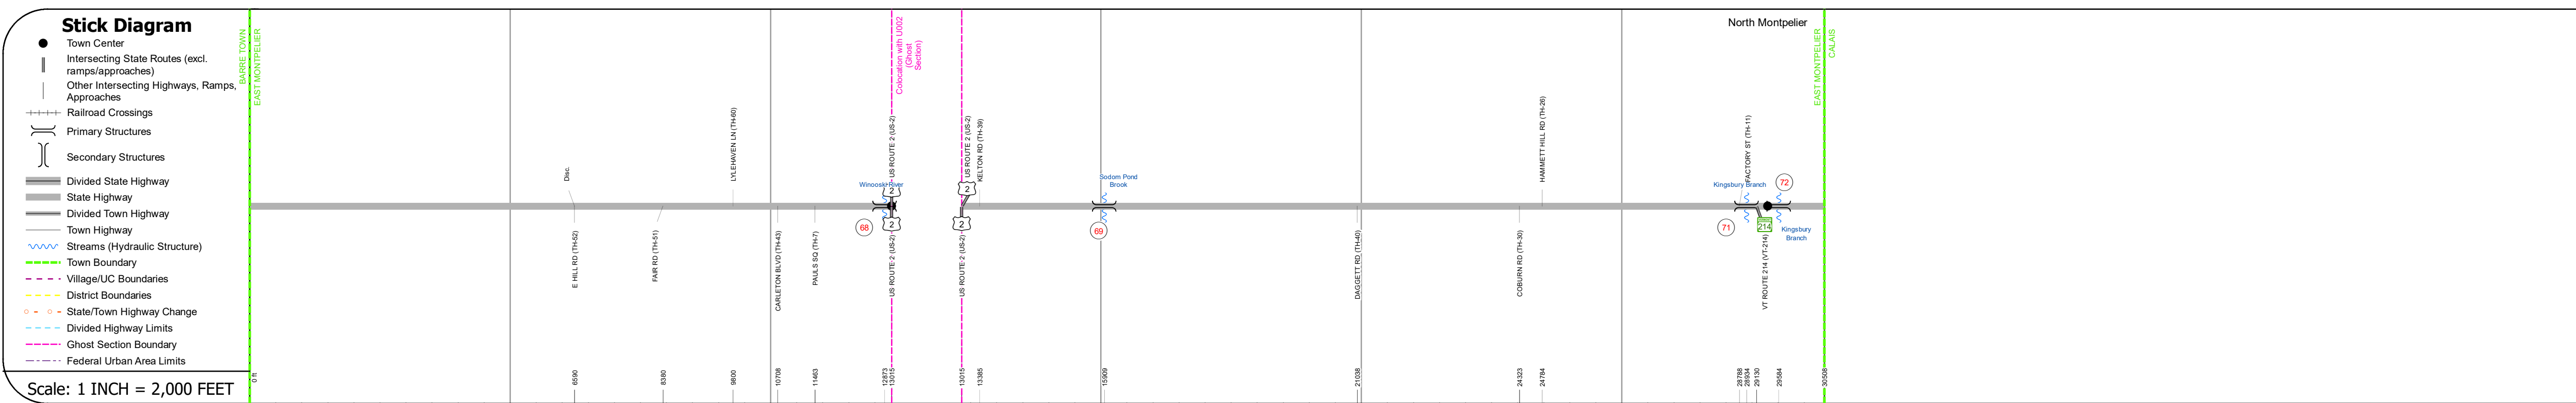 Stick Diagram
Town Center
Intersecting State Routes (excl.
ramps/approaches)
Other Intersecting Highways, Ramps,
Approaches
Railroad Crossings
Primary Structures
Secondary Structures
Divided State Highway
State Highway
Divided Town Highway
Town Highway
Streams (Hydraulic Structure)
Town Boundary
Village/UC Boundaries
District Boundaries
State/Town Highway Change
Divided Highway Limits
Ghost Section Boundary
Federal Urban Area Limits
Scale: 1 INCH = 2,000 FEET
BARRE TOWN
EAST MONTPELIER
0 ft
Disc.
E HILL RD (TH-52)
6590
FAIR RD (TH-51)
8380
LYLEHAVEN LN (TH-60)
9800
CARLETON BLVD (TH-43)
10708
PAULS SQ (TH-7)
11463
Winooski River
68
12873
US ROUTE 2 (US-2)
2
2
US ROUTE 2 (US-2)
13015
Colocation with U002
(Ghost
Section)
US ROUTE 2 (US-2)
2
2
US ROUTE 2 (US-2)
13015
KELTON RD (TH-39)
13385
Sodom Pond
Brook
69
15909
DAGGETT RD (TH-40)
21038
COBURN RD (TH-30)
24323
HAMMETT HILL RD (TH-26)
24784
North Montpelier
FACTORY ST (TH-11)
Kingsbury Branch
71
28788
28934
214
VT ROUTE 214 (VT-214)
29130
72
Kingsbury
Branch
29584
EAST MONTPELIER
CALAIS
30508